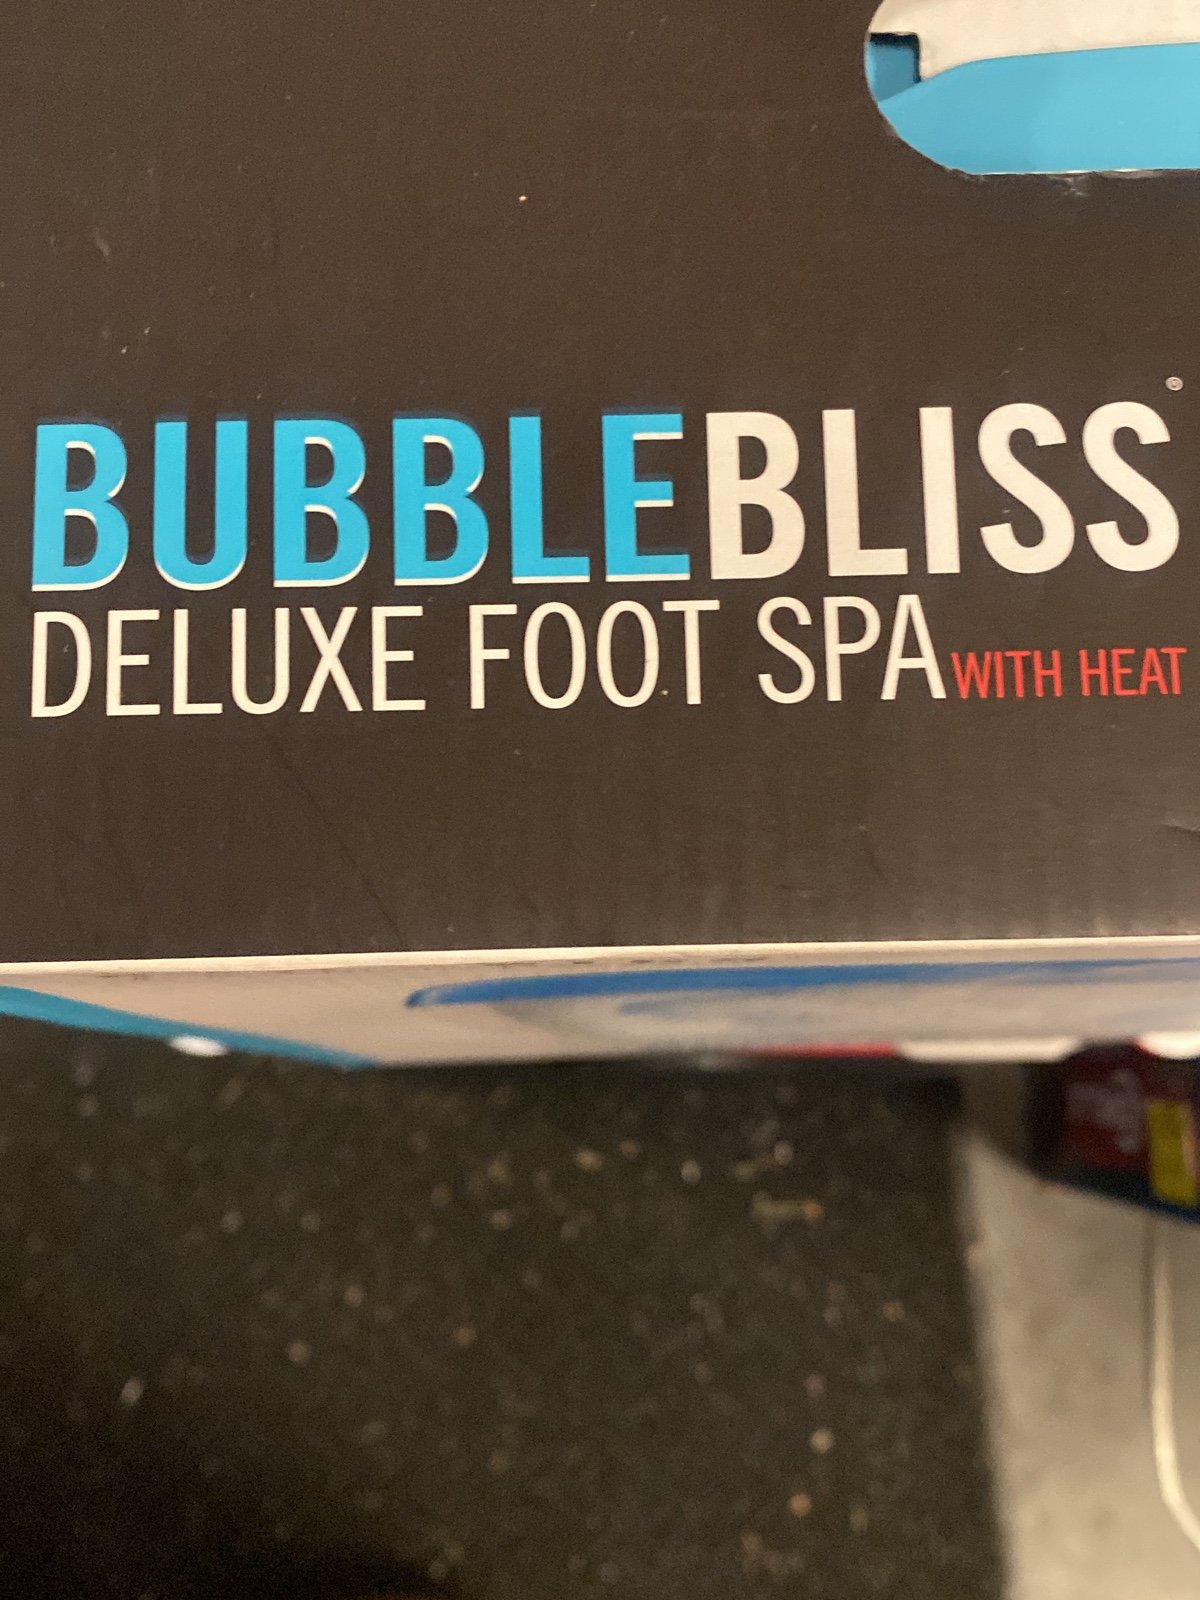 BUBBLEBLISS®
DELUXE FOOT SPA WITH HEAT